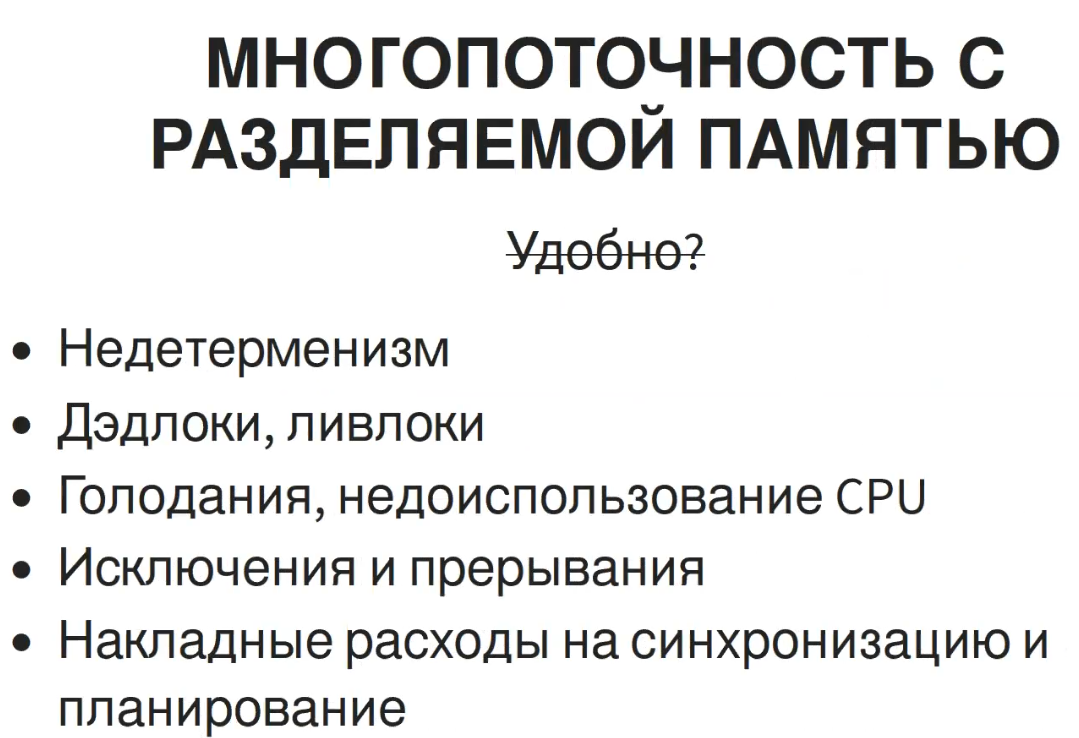 МНОГОПОТОЧНОСТЬ С
РАЗДЕЛЯЕМОЙ ПАМЯТЬЮ
Удобно?
• Недетерменизм
• Дэдлоки, ливлоки
• Голодания, недоиспользование CPU
• Исключения и прерывания
• Накладные расходы на синхронизацию и
планирование